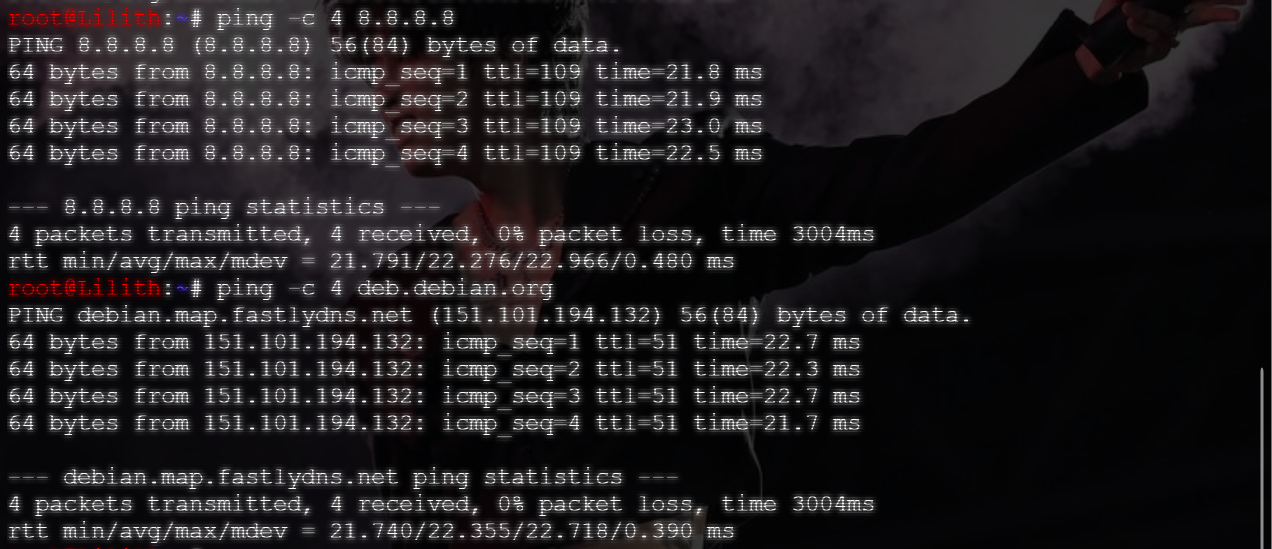 root@Lilith:~# ping -c 4 8.8.8.8
PING 8.8.8.8 (8.8.8.8) 56(84) bytes of data.
64 bytes from 8.8.8.8: icmp_seq=1 ttl=109 time=21.8 ms
64 bytes from 8.8.8.8: icmp_seq=2 ttl=109 time=21.9 ms
64 bytes from 8.8.8.8: icmp_seq=3 ttl=109 time=23.0 ms
64 bytes from 8.8.8.8: icmp_seq=4 ttl=109 time=22.5 ms
--- 8.8.8.8 ping statistics ---
4 packets transmitted, 4 received, 0% packet loss, time 3004ms
rtt min/avg/max/mdev = 21.791/22.276/22.966/0.480 ms
root@Lilith:~# ping -c 4 deb.debian.org
PING debian.map.fastlydns.net (151.101.194.132) 56(84) bytes of data.
64 bytes from 151.101.194.132: icmp_seq=1 ttl=51 time=22.7 ms
64 bytes from 151.101.194.132: icmp_seq=2 ttl=51 time=22.3 ms
64 bytes from 151.101.194.132: icmp_seq=3 ttl=51 time=22.7 ms
64 bytes from 151.101.194.132: icmp_seq=4 ttl=51 time=21.7 ms
--- debian.map.fastlydns.net ping statistics ---
4 packets transmitted, 4 received, 0% packet loss, time 3004ms
rtt min/avg/max/mdev = 21.740/22.355/22.718/0.390 ms